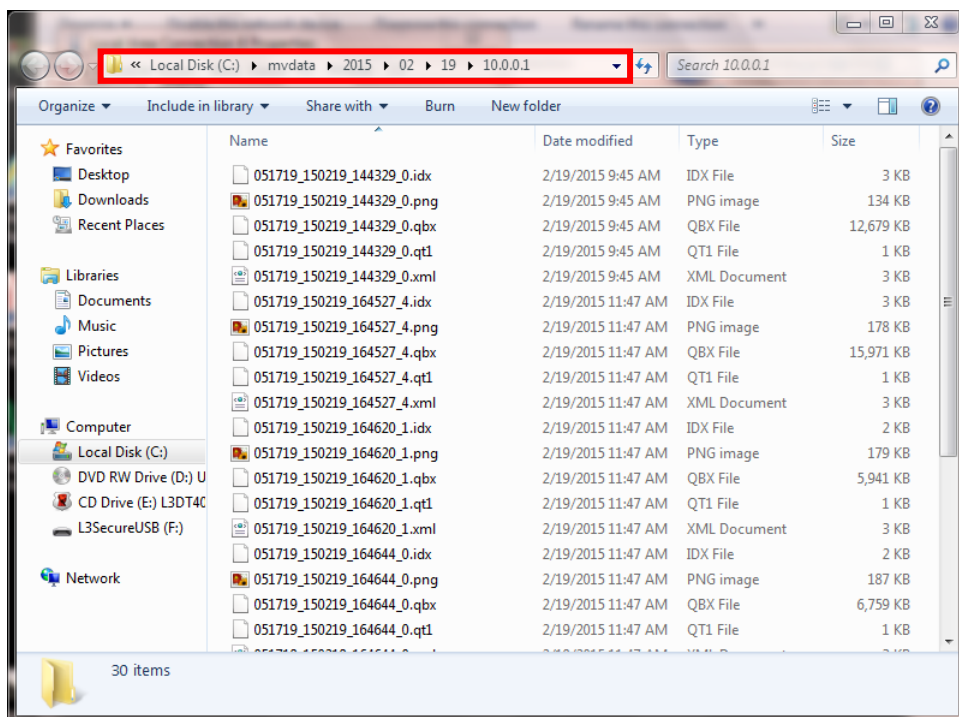 « Local Disk (C:) ▸ mvdata ▸ 2015 ▸ 02 ▸ 19 ▸ 10.0.0.1 Search 10.0.0.1
Organize Include in library Share with Burn New folder
Name Date modified Type Size
Favorites
Desktop
Downloads
Recent Places
Libraries
Documents
Music
Pictures
Videos
Computer
Local Disk (C:)
DVD RW Drive (D:) U
CD Drive (E:) L3DT40
L3SecureUSB (F:)
Network
051719_150219_144329_0.idx 2/19/2015 9:45 AM IDX File 3 KB
051719_150219_144329_0.png 2/19/2015 9:45 AM PNG image 134 KB
051719_150219_144329_0.qbx 2/19/2015 9:45 AM QBX File 12,679 KB
051719_150219_144329_0.qt1 2/19/2015 9:45 AM QT1 File 1 KB
051719_150219_144329_0.xml 2/19/2015 9:45 AM XML Document 3 KB
051719_150219_164527_4.idx 2/19/2015 11:47 AM IDX File 3 KB
051719_150219_164527_4.png 2/19/2015 11:47 AM PNG image 178 KB
051719_150219_164527_4.qbx 2/19/2015 11:47 AM QBX File 15,971 KB
051719_150219_164527_4.qt1 2/19/2015 11:47 AM QT1 File 1 KB
051719_150219_164527_4.xml 2/19/2015 11:47 AM XML Document 3 KB
051719_150219_164620_1.idx 2/19/2015 11:47 AM IDX File 2 KB
051719_150219_164620_1.png 2/19/2015 11:47 AM PNG image 179 KB
051719_150219_164620_1.qbx 2/19/2015 11:47 AM QBX File 5,941 KB
051719_150219_164620_1.qt1 2/19/2015 11:47 AM QT1 File 1 KB
051719_150219_164620_1.xml 2/19/2015 11:47 AM XML Document 3 KB
051719_150219_164644_0.idx 2/19/2015 11:47 AM IDX File 2 KB
051719_150219_164644_0.png 2/19/2015 11:47 AM PNG image 187 KB
051719_150219_164644_0.qbx 2/19/2015 11:47 AM QBX File 6,759 KB
051719_150219_164644_0.qt1 2/19/2015 11:47 AM QT1 File 1 KB
30 items